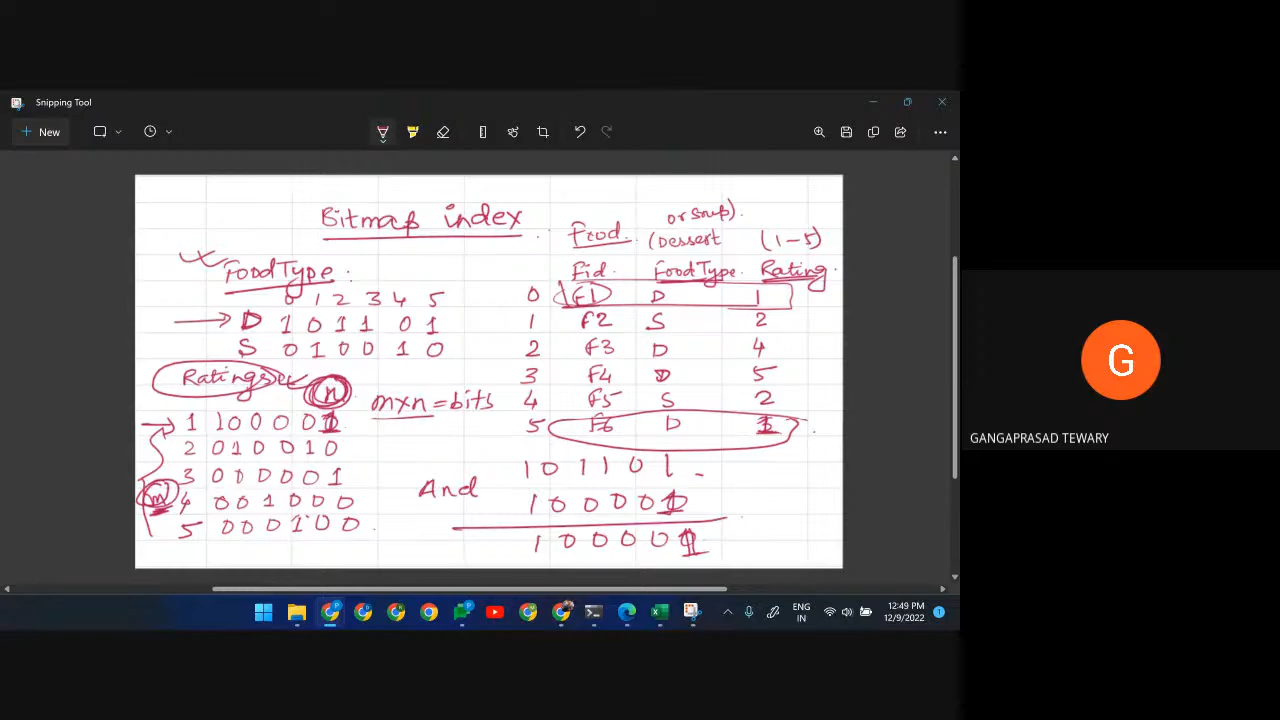 Snipping Tool
New
Bitmap index
Food
(Dessert
or soup).
(1-5)
Fid. FoodType. Rating.
0 F1 D 1
1 F2 S 2
2 F3 D 4
3 F4 D 5
4 F5 S 2
5 F6 D 1
FoodType.
0 1 2 3 4 5
D 1 0 1 1 0 1
S 0 1 0 0 1 0
Ratings
n
m×n=bits
1 1 0 0 0 0 1
2 0 1 0 0 1 0
3 0 0 0 0 0 1
m
4 0 0 1 0 0 0
5 0 0 0 1 0 0
And
1 0 1 1 0 1
1 0 0 0 0 1
1 0 0 0 0 1
G
GANGAPRASAD TEWARY
ENG
IN
12:49 PM
12/9/2022
1